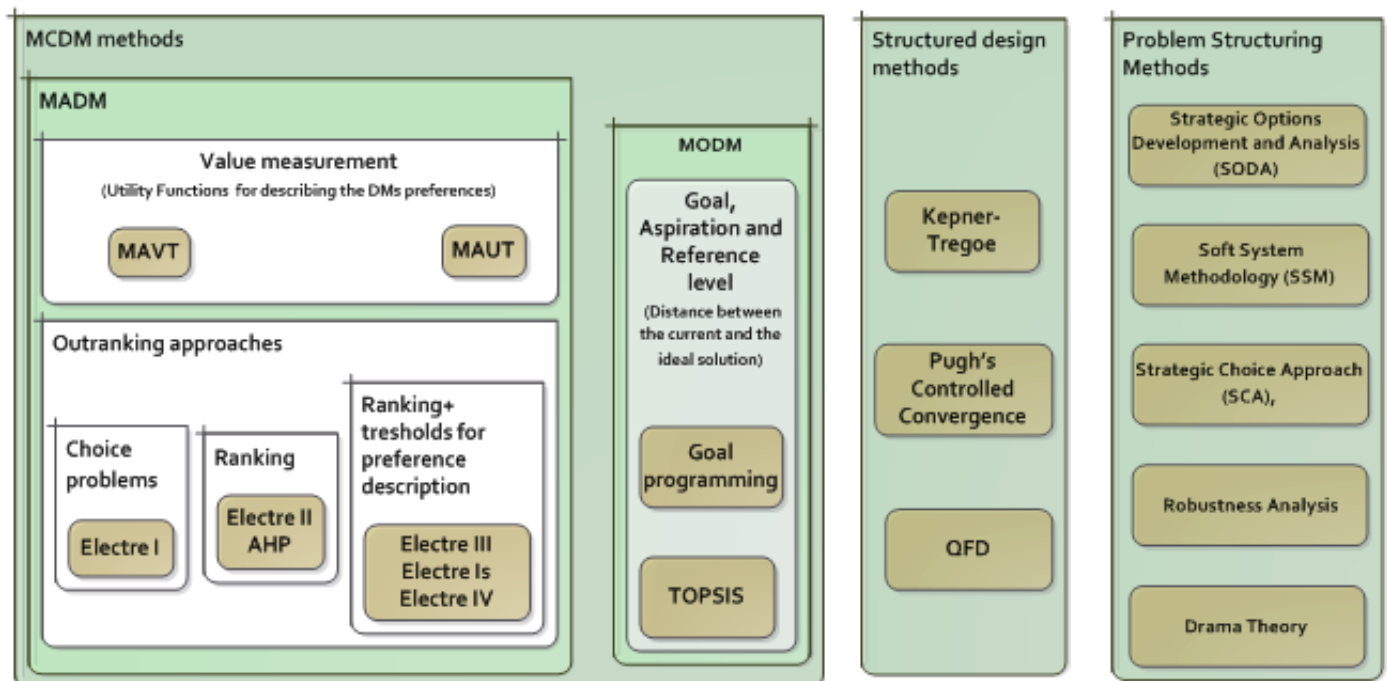 MCDM methods
MADM
Value measurement
(Utility Functions for describing the DMs preferences)
MAVT
MAUT
Outranking approaches
Choice
problems
Electre I
Ranking
Electre II
AHP
Ranking+
tresholds for
preference
description
Electre III
Electre Is
Electre IV
MODM
Goal,
Aspiration and
Reference
level
(Distance between
the current and the
ideal solution)
Goal
programming
TOPSIS
Structured design
methods
Kepner-
Tregoe
Pugh's
Controlled
Convergence
QFD
Problem Structuring
Methods
Strategic Options
Development and Analysis
(SODA)
Soft System
Methodology (SSM)
Strategic Choice Approach
(SCA),
Robustness Analysis
Drama Theory